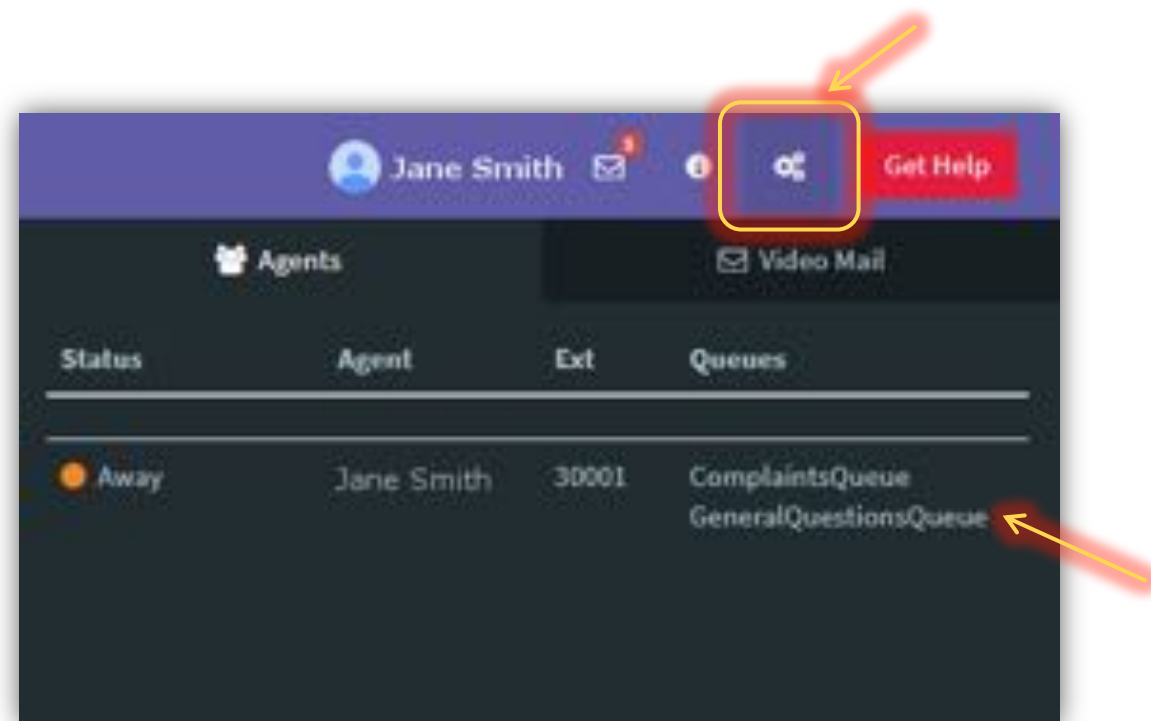 Jane Smith Get Help
Agents Video Mail
Status Agent Ext Queues
Away Jane Smith 30001 ComplaintsQueue
GeneralQuestionsQueue